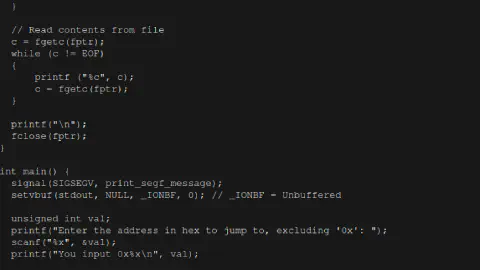 }
// Read contents from file
c = fgetc(fptr);
while (c != EOF)
{
printf ("%c", c);
c = fgetc(fptr);
}
printf("\n");
fclose(fptr);
}
int main() {
signal(SIGSEGV, print_segf_message);
setvbuf(stdout, NULL, _IONBF, 0); // _IONBF = Unbuffered
unsigned int val;
printf("Enter the address in hex to jump to, excluding '0x': ");
scanf("%x", &val);
printf("You input 0x%x\n", val);